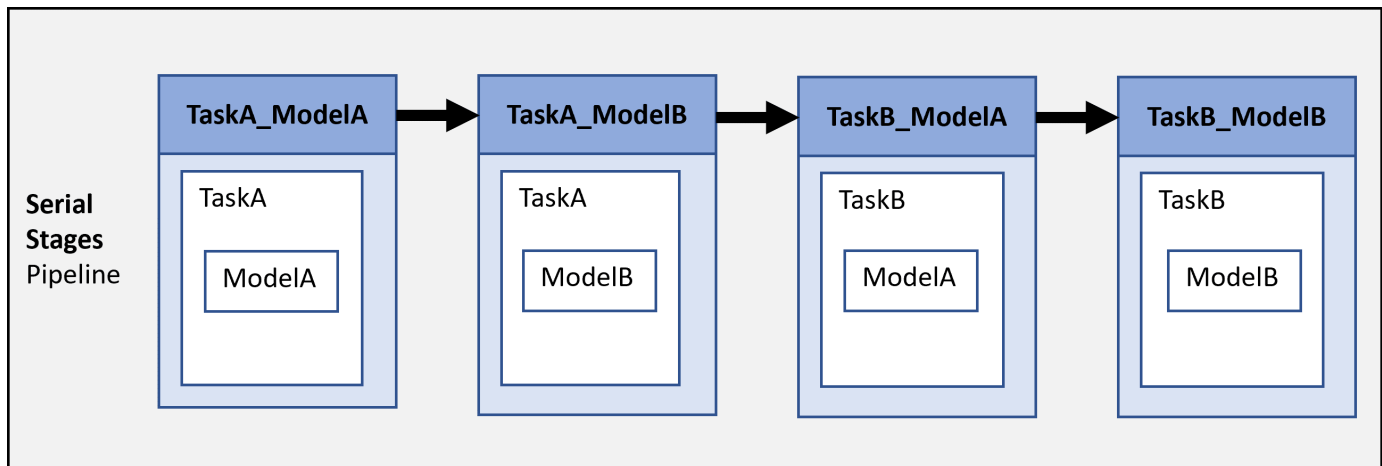 TaskA_ModelA
TaskA_ModelB
TaskB_ModelA
TaskB_ModelB
Serial
Stages
Pipeline
TaskA
ModelA
TaskA
ModelB
TaskB
ModelA
TaskB
ModelB